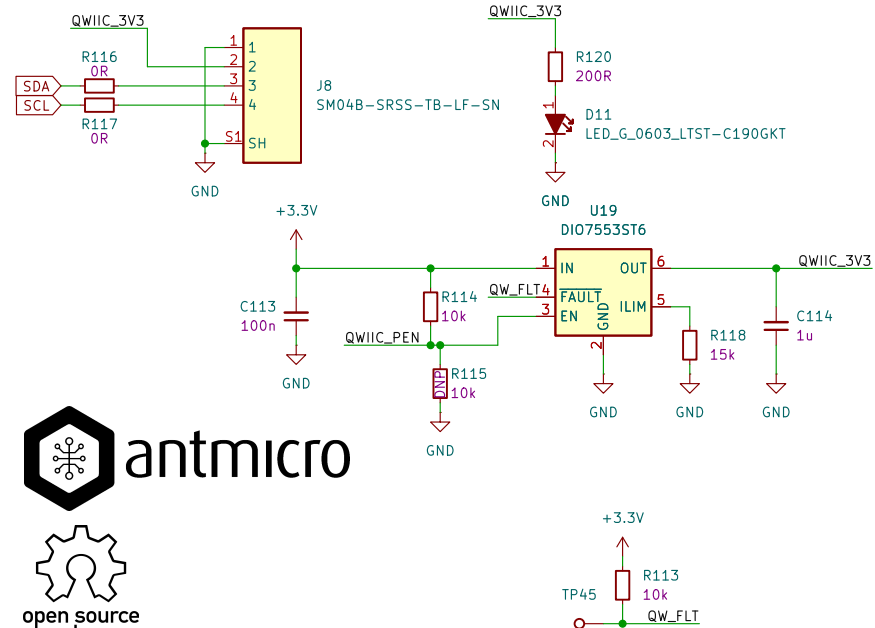 QWIIC_3V3
R116
0R
SDA
SCL
R117
0R
1 1
2 2
3 3
4 4
S1 SH
J8
SM04B-SRSS-TB-LF-SN
GND
QWIIC_3V3
R120
200R
1
D11
LED_G_0603_LTST-C190GKT
2
GND
+3.3V
C113
100n
GND
R114
10k
QWIIC_PEN
DNP
R115
10k
GND
U19
DIO7553ST6
1 IN
OUT 6
QW_FLT 4 FAULT
3 EN
ILIM 5
GND
2
GND
R118
15k
GND
QWIIC_3V3
C114
1u
GND
antmicro
open source
+3.3V
R113
10k
TP45
QW_FLT